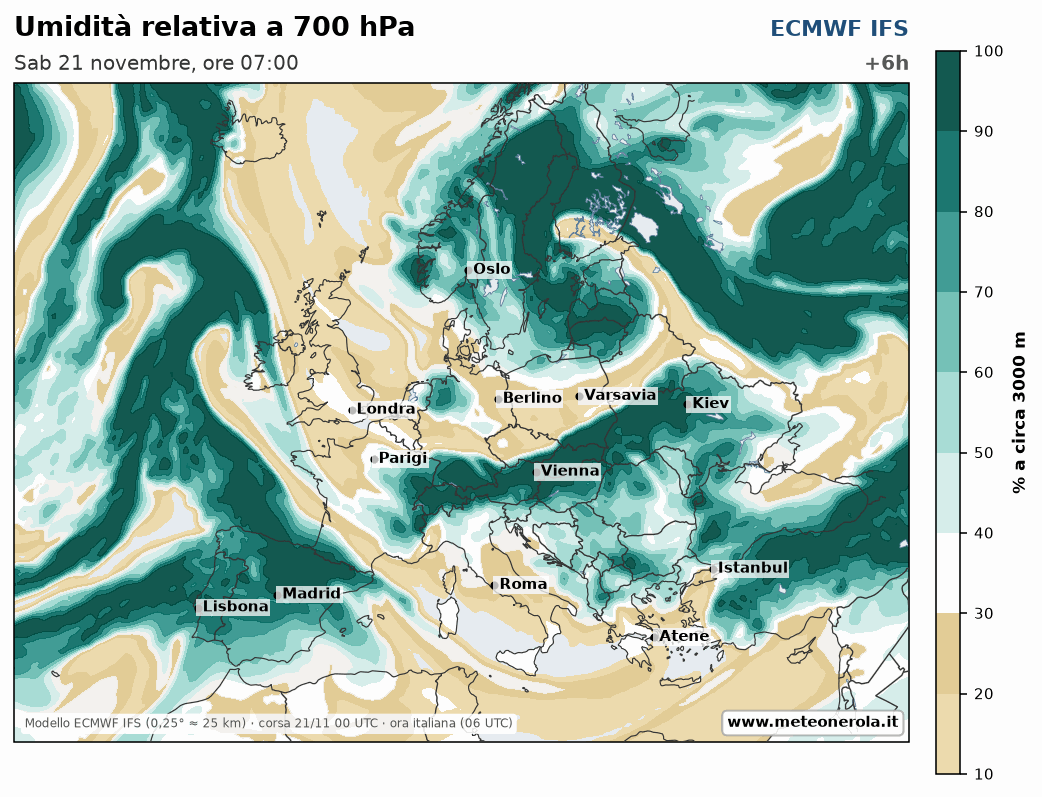 Umidità relativa a 700 hPa
ECMWF IFS
Sab 21 novembre, ore 07:00
+6h
Oslo
Londra
Berlino
Varsavia
Kiev
Parigi
Vienna
Istanbul
Roma
Madrid
Lisbona
Atene
Modello ECMWF IFS (0,25° ≈ 25 km) · corsa 21/11 00 UTC · ora italiana (06 UTC)
www.meteonerola.it
100
90
80
70
60
50
40
30
20
10
% a circa 3000 m